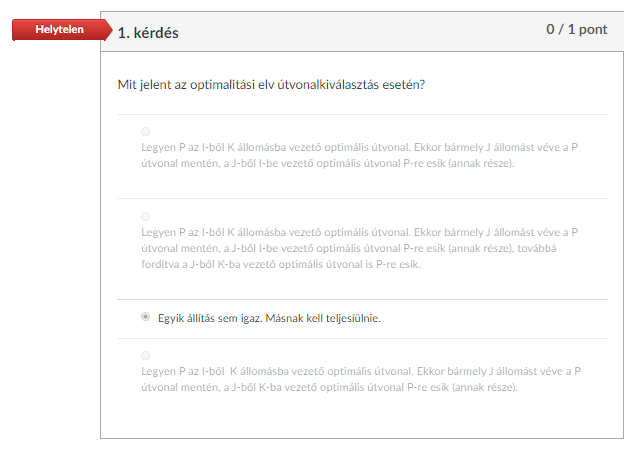 Helytelen
1. kérdés
0 / 1 pont
Mit jelent az optimalitási elv útvonalkiválasztás esetén?
Legyen P az I-ből K állomásba vezető optimális útvonal. Ekkor bármely J állomást véve a P
útvonal mentén, a J-ből I-be vezető optimális útvonal P-re esik (annak része).
Legyen P az I-ből K állomásba vezető optimális útvonal. Ekkor bármely J állomást véve a P
útvonal mentén, a J-ből I-be vezető optimális útvonal P-re esik (annak része), továbbá
fordítva a J-ből K-ba vezető optimális útvonal is P-re esik.
Egyik állítás sem igaz. Másnak kell teljesíülnie.
Legyen P az I-ből K állomásba vezető optimális útvonal. Ekkor bármely J állomást véve a P
útvonal mentén, a J-ből K-ba vezető optimális útvonal P-re esik (annak része).